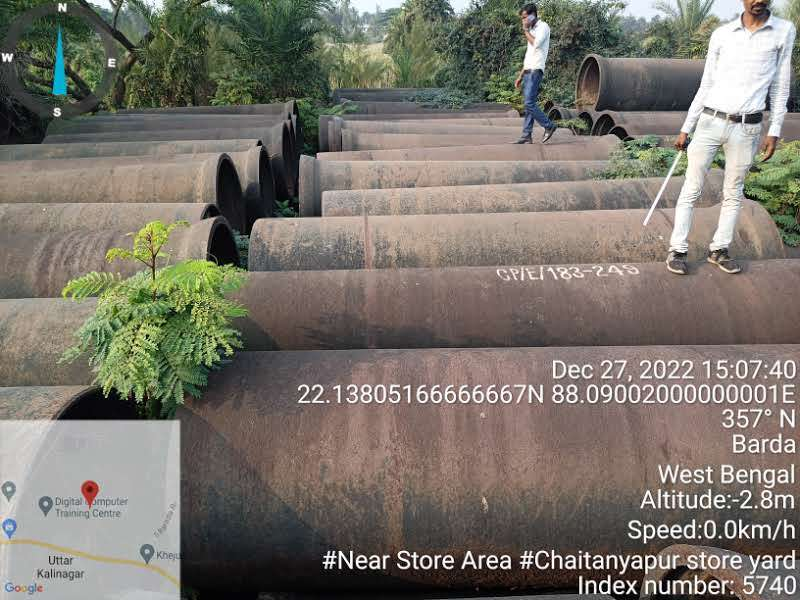 N
W
E
S
CP/E/183-249
Dec 27, 2022 15:07:40
22.13805166666667N 88.09002000000001E
357° N
Barda
West Bengal
Altitude:-2.8m
Speed:0.0km/h
#Near Store Area #Chaitanyapur store yard
Index number: 5740
Digital Computer
Training Centre
Uttar
Kalinagar
Kheju
Google